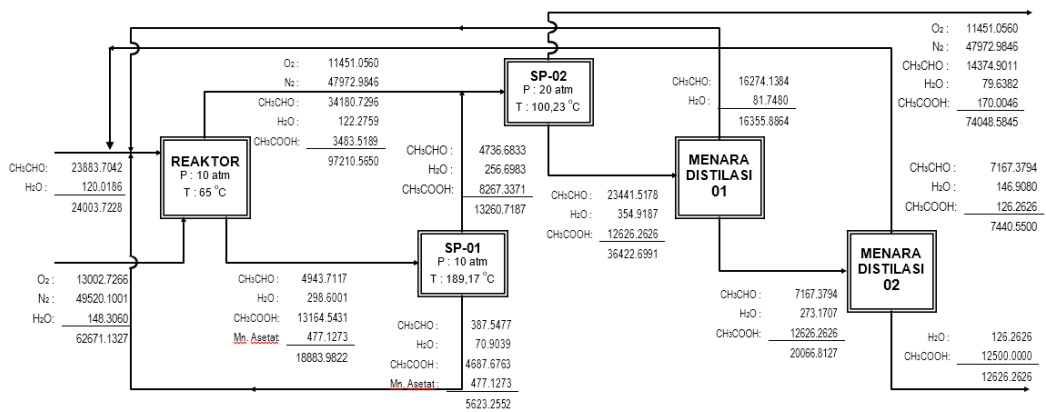 CH₃CHO: 23883.7042
H₂O : 120.0186
24003.7228
O₂ : 13002.7266
N₂ : 49520.1001
H₂O: 148.3060
62671.1327
REAKTOR
P : 10 atm
T : 65 °C
O₂ : 11451.0560
N₂ : 47972.9846
CH₃CHO : 34180.7296
H₂O : 122.2759
CH₃COOH: 3483.5189
97210.5650
CH₃CHO : 4943.7117
H₂O : 298.6001
CH₃COOH: 13164.5431
Mn. Asetat 477.1273
18883.9822
CH₃CHO : 4736.6833
H₂O : 256.6983
CH₃COOH: 8267.3371
13260.7187
SP-01
P : 10 atm
T : 189,17 °C
CH₃CHO : 387.5477
H₂O : 70.9039
CH₃COOH : 4687.6763
Mn. Asetat : 477.1273
5623.2552
SP-02
P : 20 atm
T : 100,23 °C
CH₃CHO : 23441.5178
H₂O : 354.9187
CH₃COOH: 12626.2626
36422.6991
CH₃CHO: 16274.1384
H₂O : 81.7480
16355.8864
MENARA
DISTILASI
01
CH₃CHO : 7167.3794
H₂O : 273.1707
CH₃COOH: 12626.2626
20066.8127
MENARA
DISTILASI
02
O₂ : 11451.0560
N₂ : 47972.9846
CH₃CHO : 14374.9011
H₂O : 79.6382
CH₃COOH: 170.0046
74048.5845
CH₃CHO : 7167.3794
H₂O : 146.9080
CH₃COOH : 126.2626
7440.5500
H₂O : 126.2626
CH₃COOH: 12500.0000
12626.2626